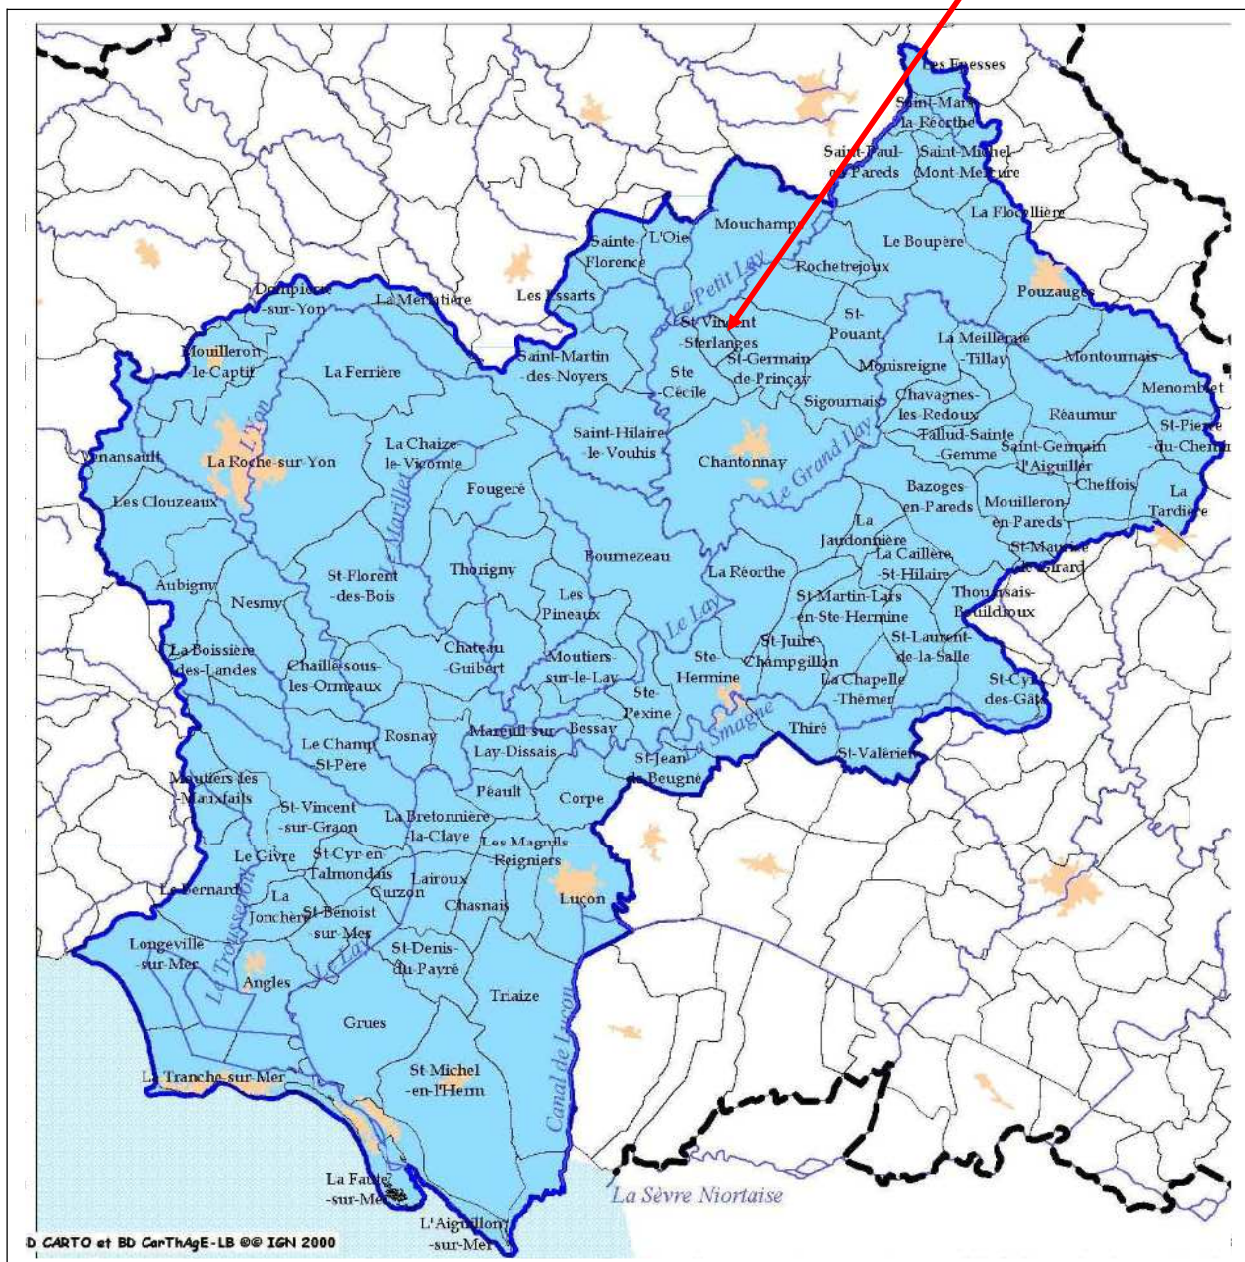 Les Epesses
Saint-Mars
-la-Réorthe
Saint-Paul-
en-Pareds
Saint-Michel-
Mont-Mercure
La Flocellière
Mouchamps
L'Oie
Sainte
Florence
Le Boupère
Rochetrejoux
Le Petit Lay
Pouzauges
Les Essarts
Dompierre
-sur-Yon
La Merlatière
St-Vincent
-Sterlanges
St-
Pouant
La Meilleraie
-Tillay
Montournais
Mouilleron
-le-Captif
La Ferrière
Saint-Martin
-des-Noyers
Ste
-Cécile
St-Germain
de-Prinçay
Monsireigne
Menomblet
Sigournais
Chavagnes-
les-Redoux
Réaumur
St-Pierre
-du-Chemin
L'Yon
La Chaize-
le-Vicomte
Saint-Hilaire
-le-Vouhis
Chantonnay
Le Grand Lay
Tallud-Sainte
-Gemme
Saint-Germain
l'Aiguiller
Cheffois
Venansault
La Roche-sur-Yon
Fougeré
Les Clouzeaux
Bazoges-
en-Pareds
Mouilleron-
en-Pareds
La
Tardière
Le Marillet
La
Jaudonnière
La Caillère
-St-Hilaire
St-Maurice
Bournezeau
La Réorthe
Aubigny
Nesmy
St-Florent
-des-Bois
Thorigny
Les
Pineaux
St-Martin-Lars
-en-Ste-Hermine
Thouarsais-
Bouildroux
Le Lay
St-Juire-
Champgillon
St-Laurent-
de-la-Salle
La Boissière
-des-Landes
Chaillé-sous-
les-Ormeaux
Chateau
-Guibert
Moutiers
-sur-le-Lay
Ste-
Hermine
La Chapelle
-Thémer
St-Cyr
des-Gâts
Ste-
Pexine
Le Champ
-St-Père
Rosnay
Mareuil sur
Lay-Dissais
Bessay
La Smagne
Thiré
St-Valérien
St-Jean
de Beugné
Moutiers-les
-Mauxfaits
St-Vincent
-sur-Graon
Péault
Corpe
La Bretonnière
-la-Claye
Le Givre
St-Cyr-en-
Talmondais
Les Magnils
-Reigniers
Le Bernard
La
Jonchère
Curzon
Lairoux
Chasnais
Luçon
St-Benoist
-sur-Mer
Longeville
-sur-Mer
Le Troussepoil
Angles
Le Lay
St-Denis-
du-Payré
Triaize
Grues
Canal de Luçon
La Tranche-sur-Mer
St-Michel
-en-l'Herm
La Faute
-sur-Mer
La Sèvre Niortaise
L'Aiguillon
-sur-Mer
D CARTO et BD CarThAgE-LB ©© IGN 2000